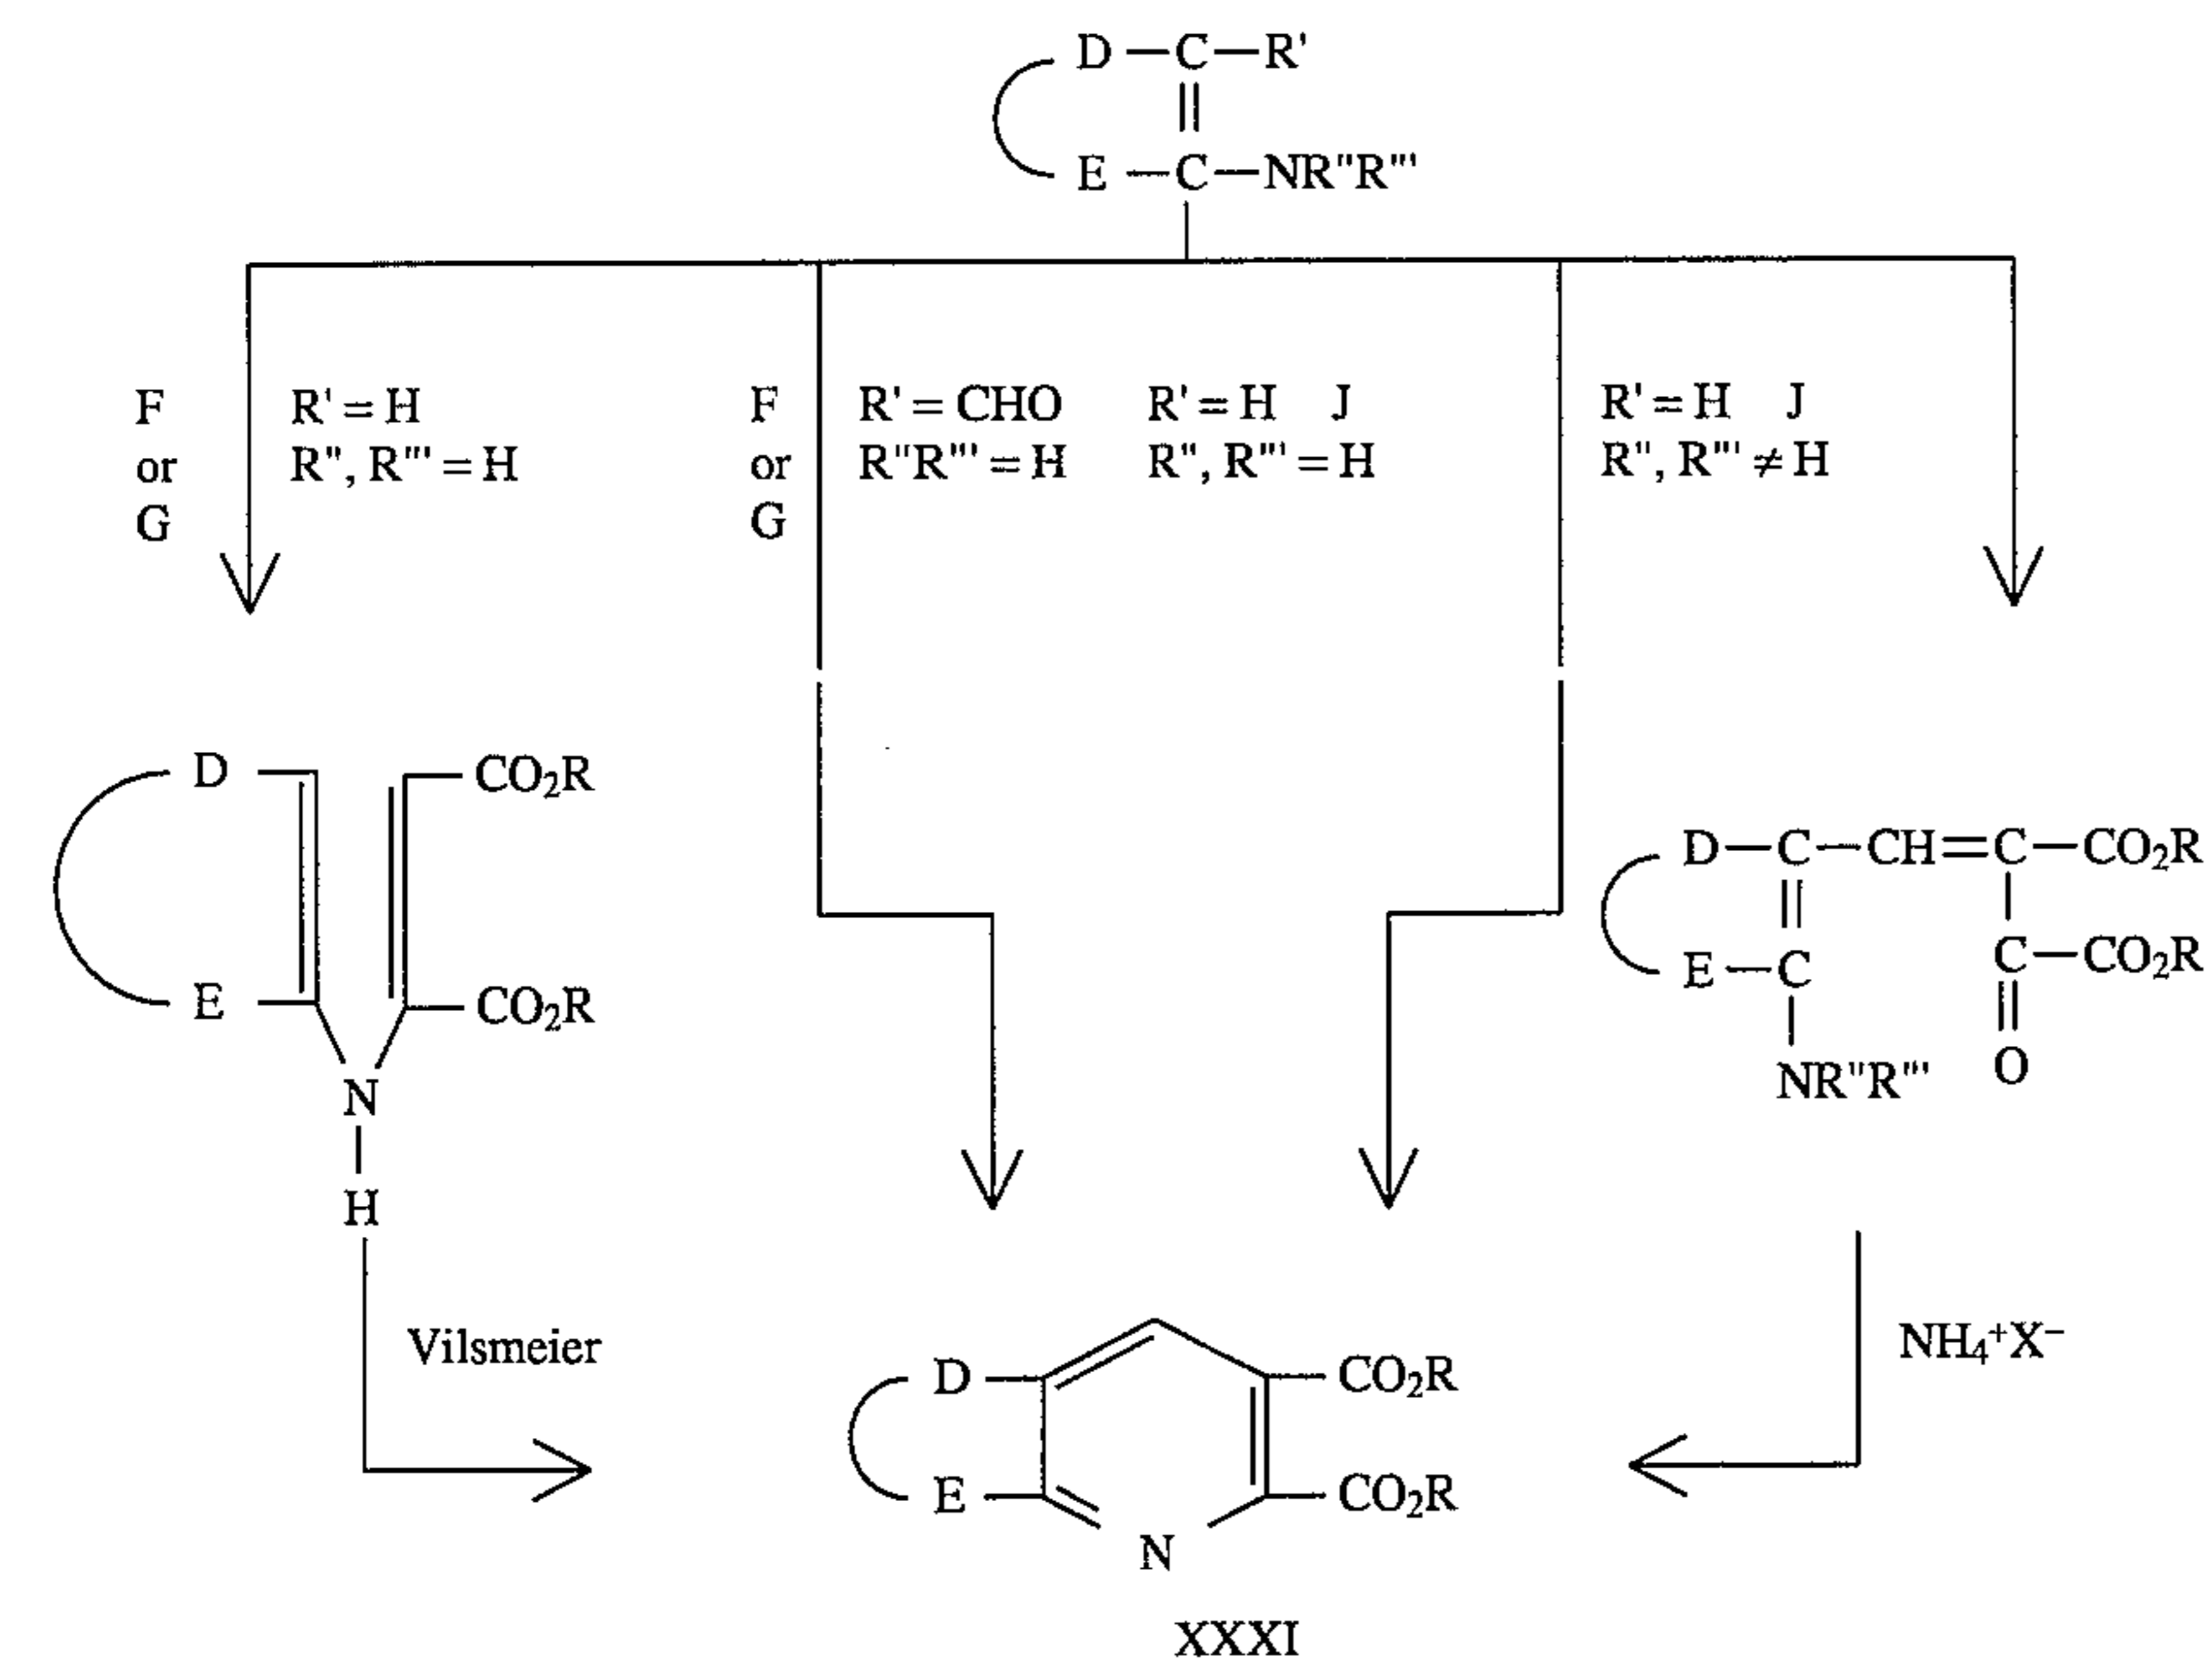 D—C—R'
E—C—NR"R"'
F
or
G
R' = H
R", R"' = H
F
or
G
R' = CHO
R"R"' = H
R' = H J
R", R"' = H
R' = H J
R", R"' ≠ H
D CO₂R
E CO₂R
N
H
D—C—CH=C—CO₂R
E—C C—CO₂R
NR"R"' O
Vilsmeier
NH₄⁺X⁻
D CO₂R
E CO₂R
N
XXXI